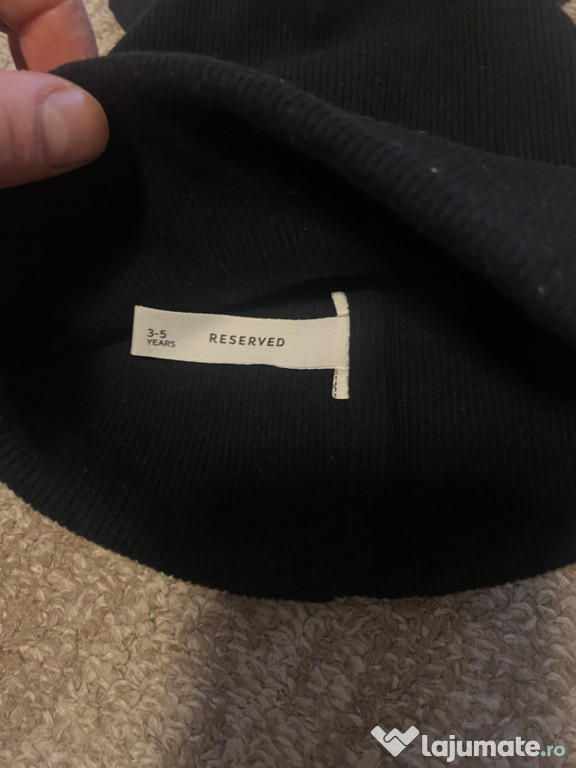 3-5
YEARS
RESERVED
lajumate.ro